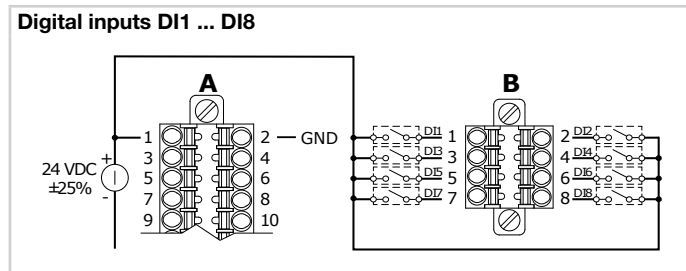 Digital inputs DI1 ... DI8
A
B
1
2
GND
3
4
5
6
7
8
9
10
+
24 VDC
±25%
-
DI1
1
2
DI2
DI3
3
4
DI4
DI5
5
6
DI6
DI7
7
8
DI8